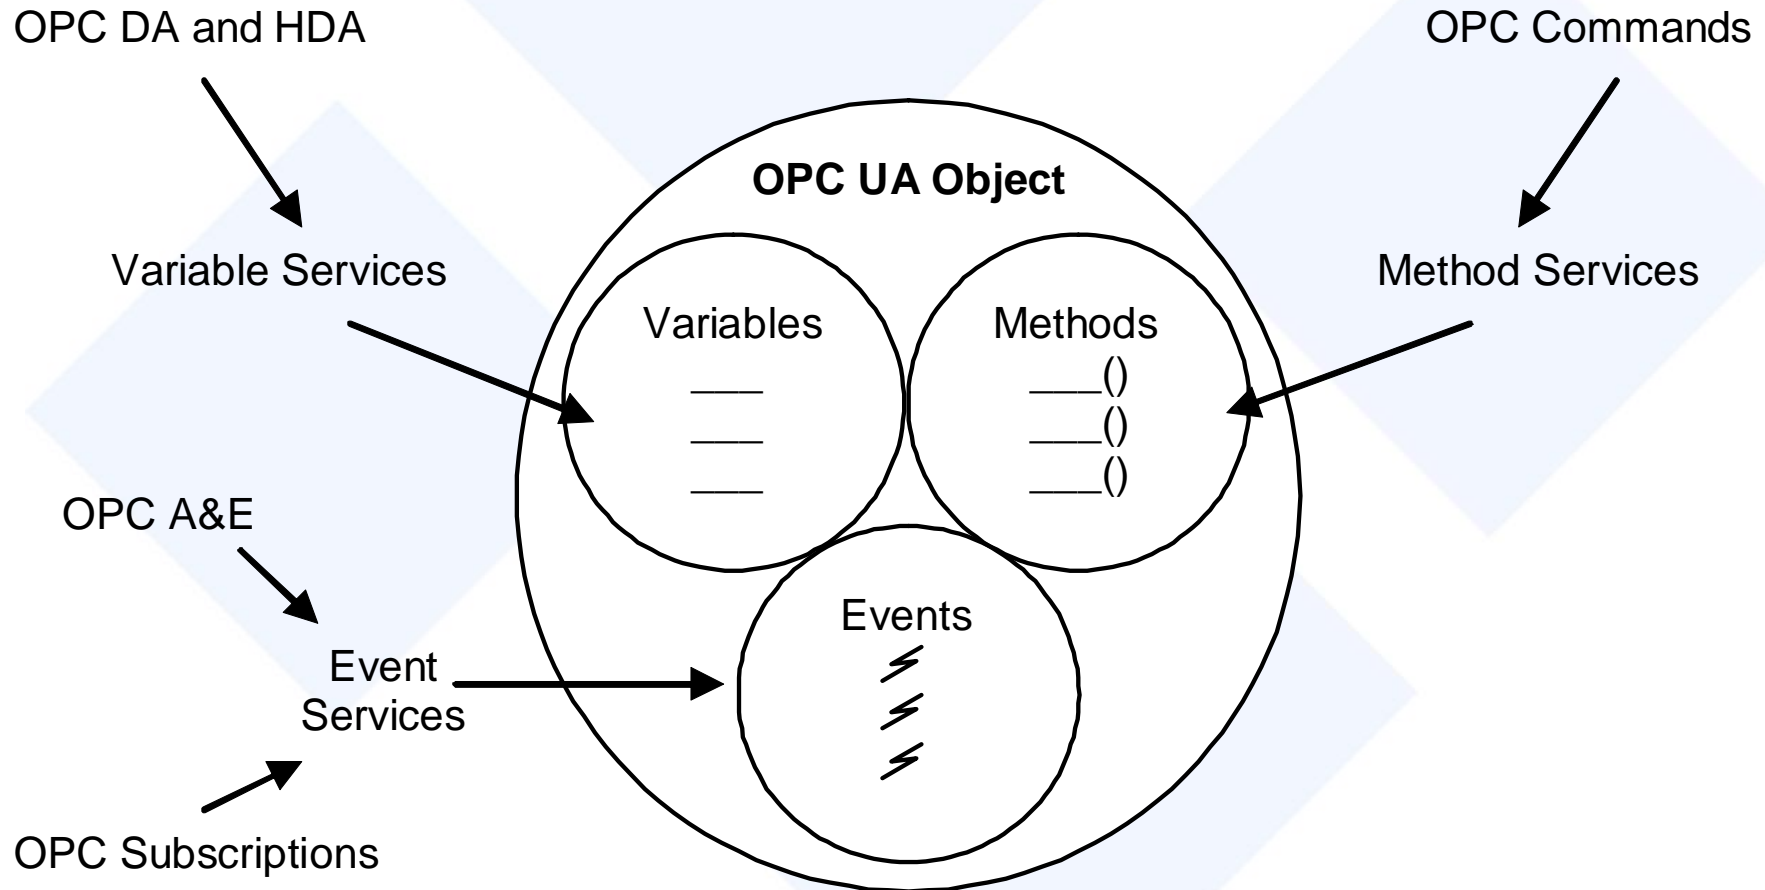 OPC DA and HDA
OPC Commands
OPC UA Object
Variable Services
Method Services
Variables
___
___
___
Methods
___()
___()
___()
OPC A&E
Events
Event
Services
OPC Subscriptions